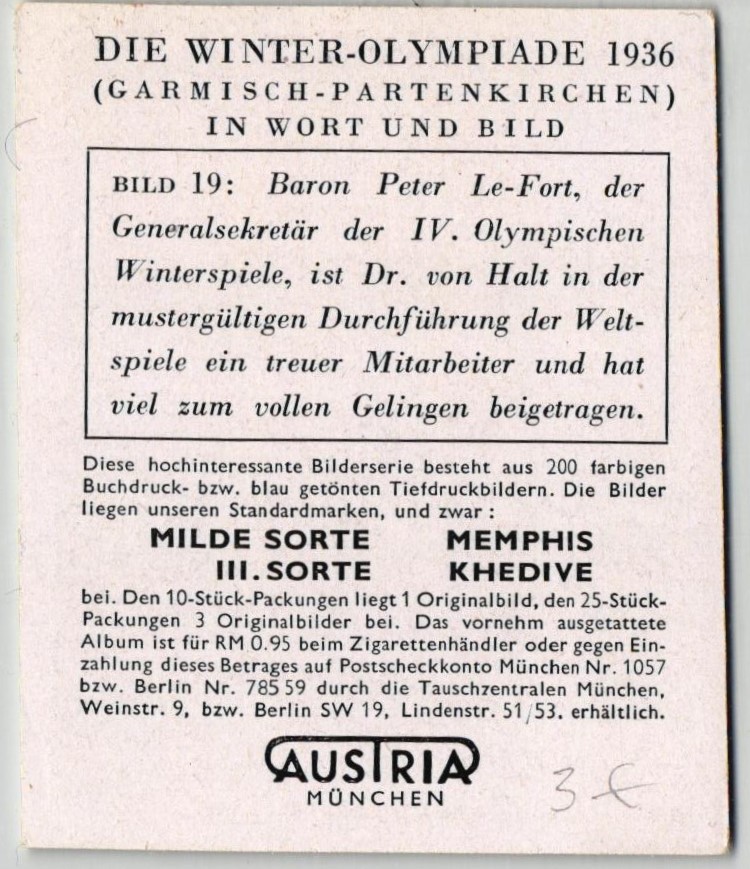 DIE WINTER-OLYMPIADE 1936
(GARMISCH-PARTENKIRCHEN)
IN WORT UND BILD
BILD 19: Baron Peter Le-Fort, der
Generalsekretär der IV. Olympischen
Winterspiele, ist Dr. von Halt in der
mustergültigen Durchführung der Welt-
spiele ein treuer Mitarbeiter und hat
viel zum vollen Gelingen beigetragen.
Diese hochinteressante Bilderserie besteht aus 200 farbigen
Buchdruck- bzw. blau getönten Tiefdruckbildern. Die Bilder
liegen unseren Standardmarken, und zwar:
MILDE SORTE MEMPHIS
III. SORTE KHEDIVE
bei. Den 10-Stück-Packungen liegt 1 Originalbild, den 25-Stück-
Packungen 3 Originalbilder bei. Das vornehm ausgetattete
Album ist für RM 0.95 beim Zigarettenhändler oder gegen Ein-
zahlung dieses Betrages auf Postscheckkonto München Nr. 1057
bzw. Berlin Nr. 785 59 durch die Tauschzentralen München,
Weinstr. 9, bzw. Berlin SW 19, Lindenstr. 51/53. erhältlich.
AUSTRIA
MÜNCHEN
3 €